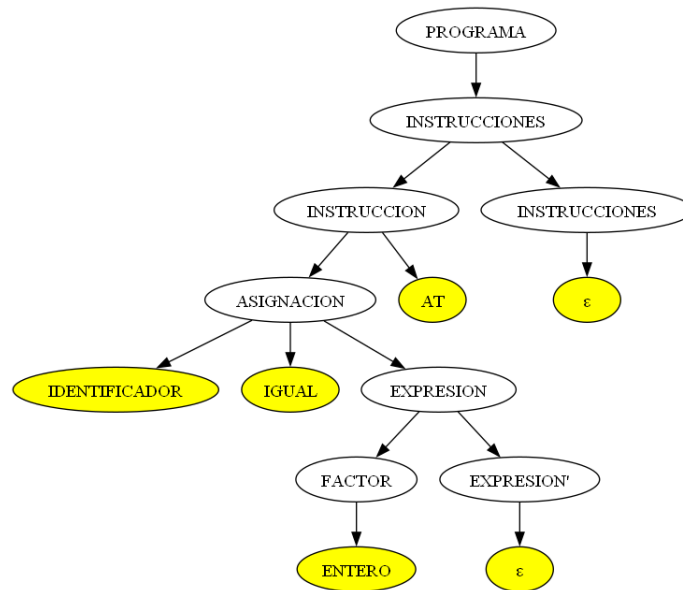 PROGRAMA
INSTRUCCIONES
INSTRUCCION
INSTRUCCIONES
ASIGNACION
AT
ε
IDENTIFICADOR
IGUAL
EXPRESION
FACTOR
EXPRESION'
ENTERO
ε